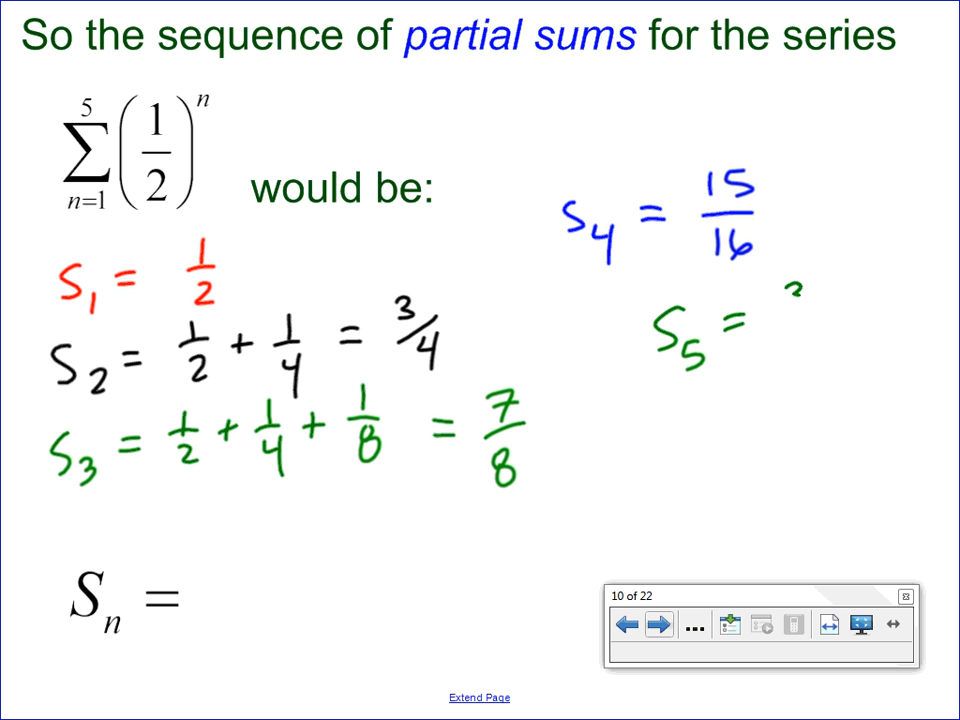 So the sequence of partial sums for the series
5
∑ (1/2)^n
n=1
would be:
S₁ = 1/2
S₂ = 1/2 + 1/4 = 3/4
S₃ = 1/2 + 1/4 + 1/8 = 7/8
S₄ = 15/16
S₅ =
Sₙ =
10 of 22
...
Extend Page